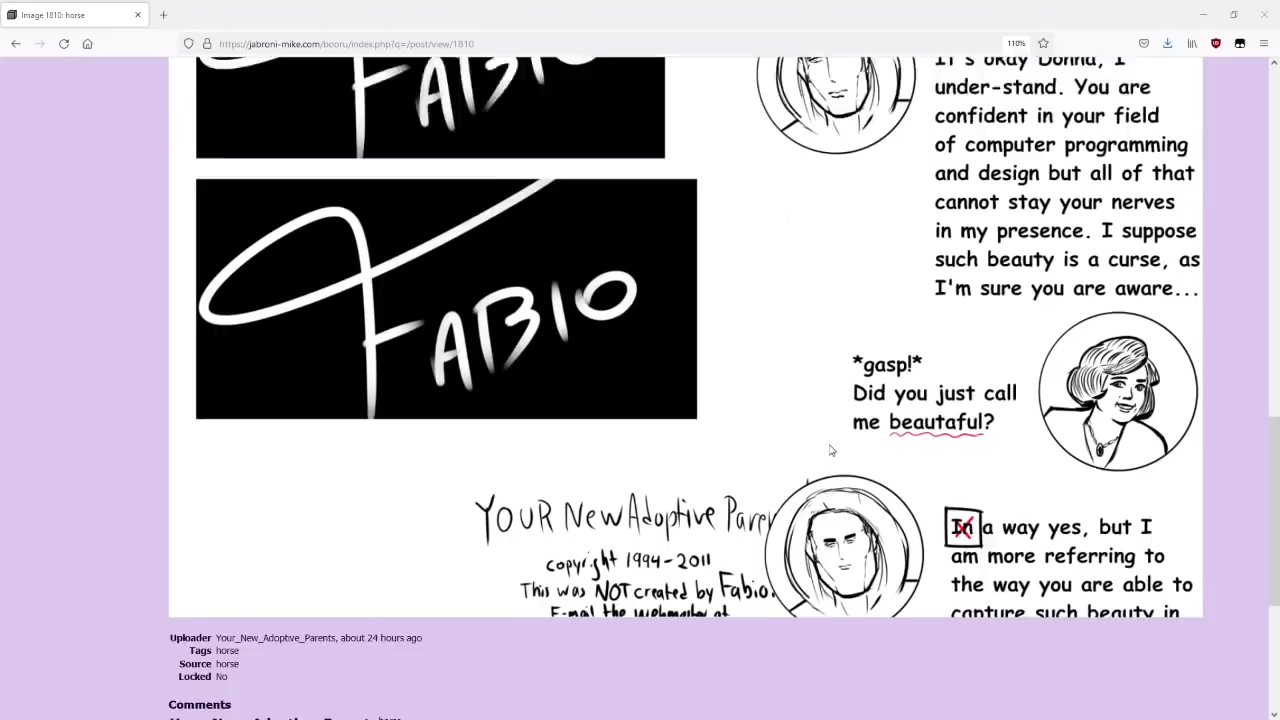 Image 1810: horse
https://jabroni-mike.com/booru/index.php?q=/post/view/1810
110%
FABIO
It's okay Donna, I
under-stand. You are
confident in your field
of computer programming
and design but all of that
cannot stay your nerves
in my presence. I suppose
such beauty is a curse, as
I'm sure you are aware...
FABIO
*gasp!*
Did you just call
me beautaful?
YOUR New Adoptive
copyright 1994-2011
This was NOT created by Fabio.
E-mail the webmaster at
In a way yes, but I
am more referring to
the way you are able to
capture such beauty in
Uploader Your_New_Adoptive_Parents, about 24 hours ago
Tags horse
Source horse
Locked No
Comments